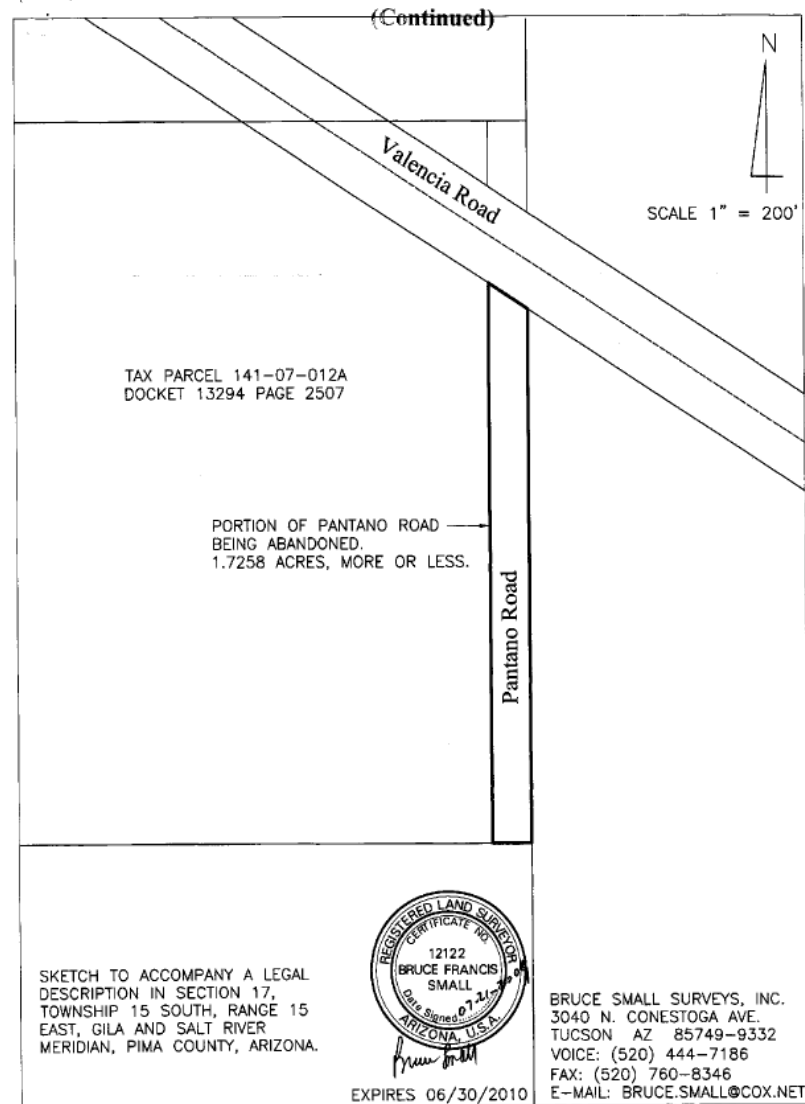 (Continued)
N
Valencia Road
SCALE 1" = 200'
TAX PARCEL 141-07-012A
DOCKET 13294 PAGE 2507
PORTION OF PANTANO ROAD
BEING ABANDONED.
1.7258 ACRES, MORE OR LESS.
Pantano Road
SKETCH TO ACCOMPANY A LEGAL
DESCRIPTION IN SECTION 17,
TOWNSHIP 15 SOUTH, RANGE 15
EAST, GILA AND SALT RIVER
MERIDIAN, PIMA COUNTY, ARIZONA.
REGISTERED LAND SURVEYOR
CERTIFICATE NO.
12122
BRUCE FRANCIS
SMALL
Date Signed
ARIZONA, U.S.A.
Bruce Small
EXPIRES 06/30/2010
BRUCE SMALL SURVEYS, INC.
3040 N. CONESTOGA AVE.
TUCSON AZ 85749-9332
VOICE: (520) 444-7186
FAX: (520) 760-8346
E-MAIL: BRUCE.SMALL@COX.NET